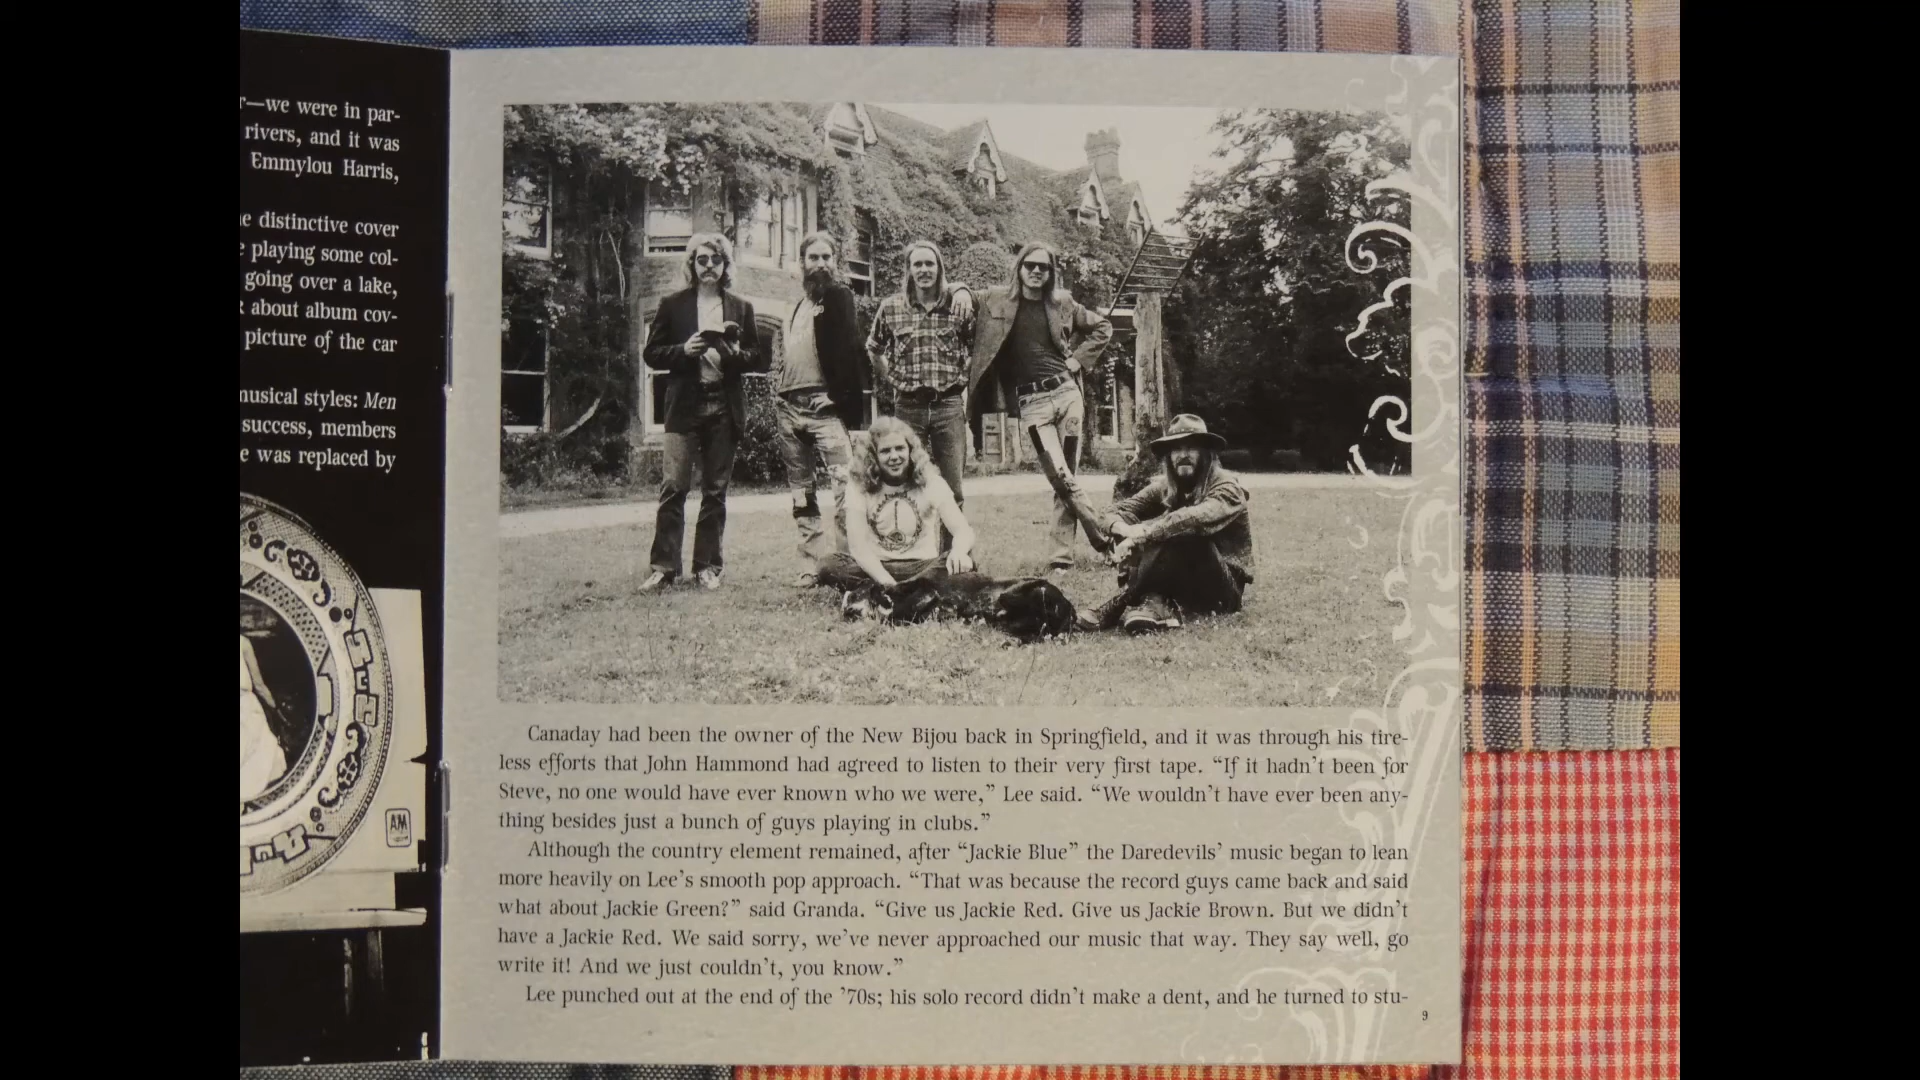 r—we were in par-
rivers, and it was
Emmylou Harris,
e distinctive cover
playing some col-
going over a lake,
about album cov-
picture of the car
musical styles: Men
success, members
e was replaced by
AM
Canaday had been the owner of the New Bijou back in Springfield, and it was through his tire-
less efforts that John Hammond had agreed to listen to their very first tape. “If it hadn’t been for
Steve, no one would have ever known who we were,” Lee said. “We wouldn’t have ever been any-
thing besides just a bunch of guys playing in clubs.”
Although the country element remained, after “Jackie Blue” the Daredevils’ music began to lean
more heavily on Lee’s smooth pop approach. “That was because the record guys came back and said
what about Jackie Green?” said Granda. “Give us Jackie Red. Give us Jackie Brown. But we didn’t
have a Jackie Red. We said sorry, we’ve never approached our music that way. They say well, go
write it! And we just couldn’t, you know.”
Lee punched out at the end of the ’70s; his solo record didn’t make a dent, and he turned to stu-
9